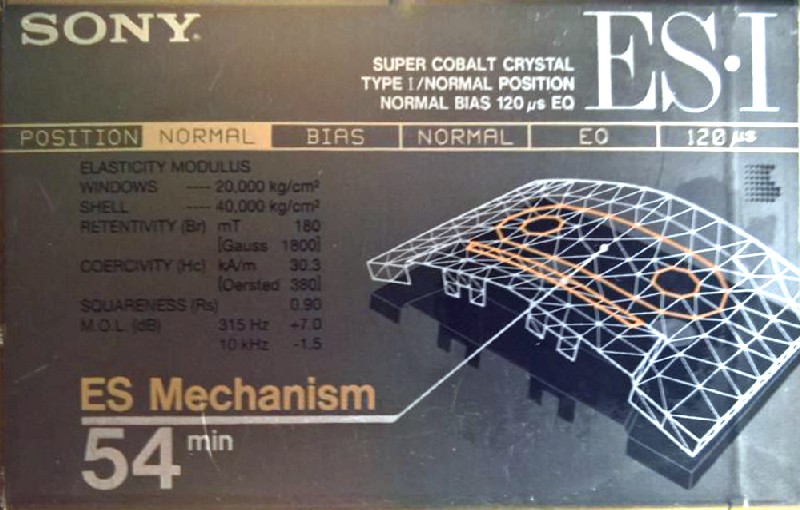 SONY.
ES·I
SUPER COBALT CRYSTAL
TYPE I/NORMAL POSITION
NORMAL BIAS 120 µs EQ
POSITION NORMAL BIAS NORMAL EQ 120 µs
ELASTICITY MODULUS
WINDOWS ---- 20,000 kg/cm²
SHELL ---- 40,000 kg/cm²
RETENTIVITY (Br) mT 180
[Gauss 1800]
COERCIVITY (Hc) kA/m 30.3
[Oersted 380]
SQUARENESS (Rs) 0.90
M.O.L. (dB) 315 Hz +7.0
10 kHz -1.5
ES Mechanism
54 min